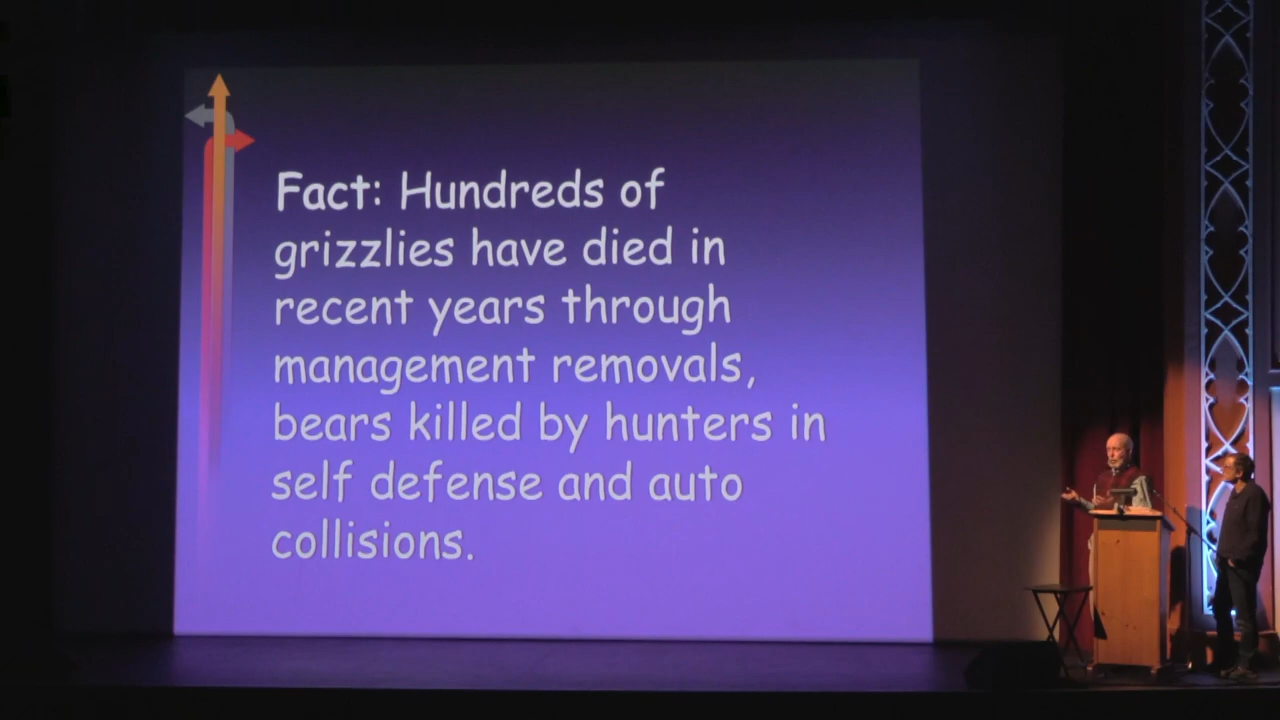 Fact: Hundreds of
grizzlies have died in
recent years through
management removals,
bears killed by hunters in
self defense and auto
collisions.